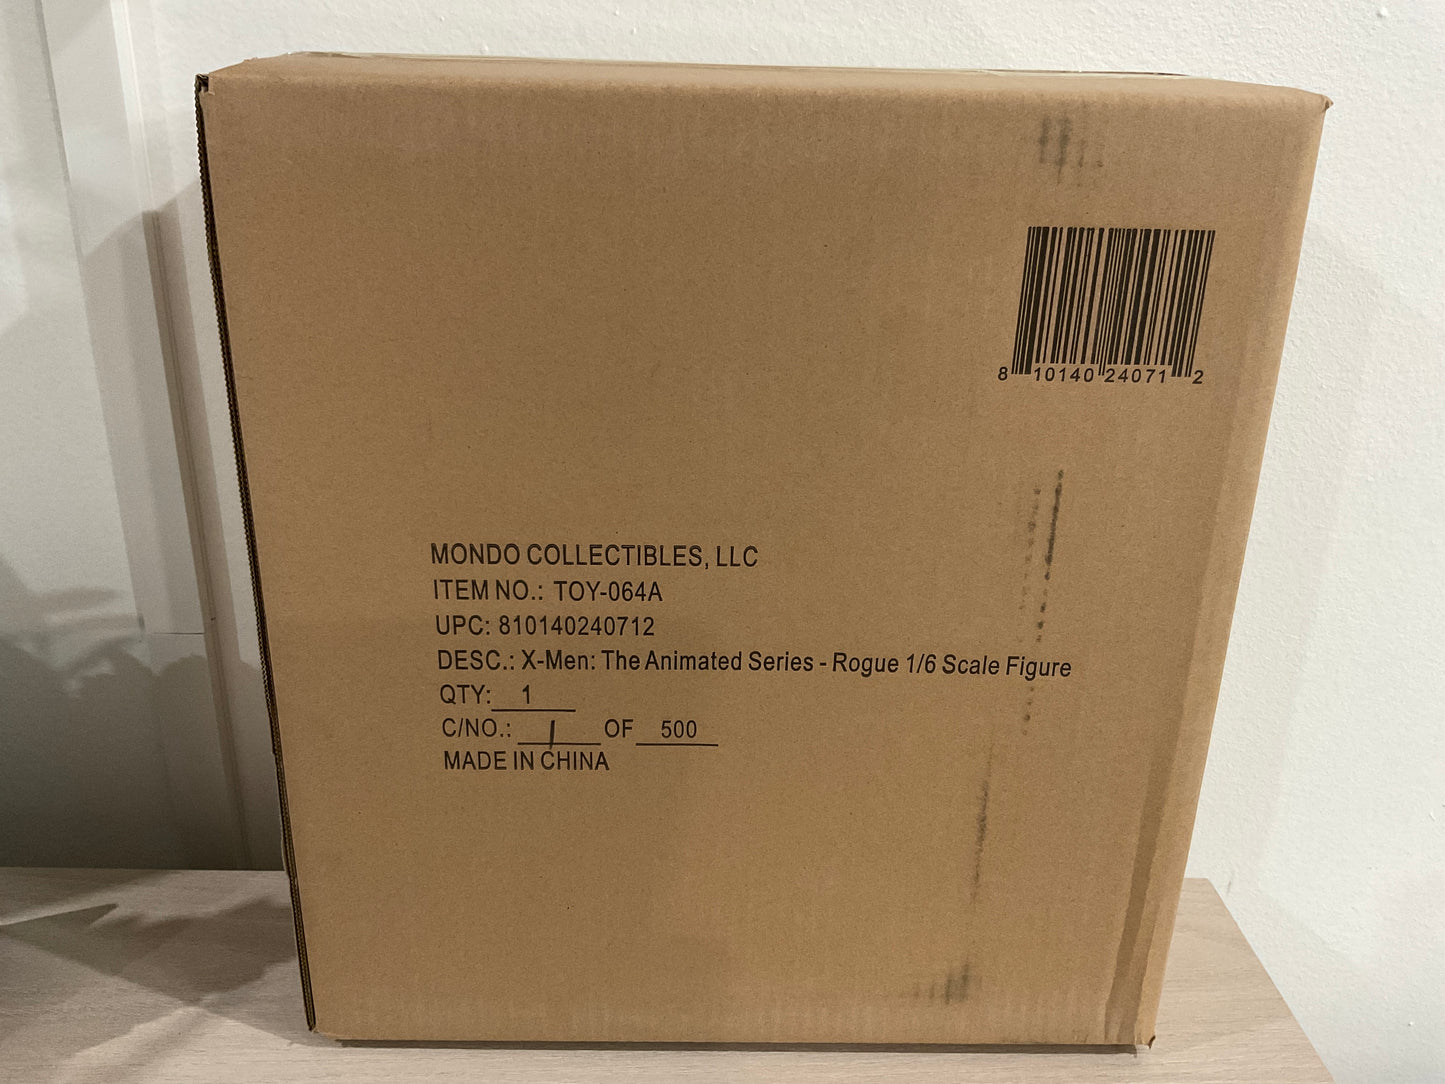 8 10140 24071 2
MONDO COLLECTIBLES, LLC
ITEM NO.: TOY-064A
UPC: 810140240712
DESC.: X-Men: The Animated Series - Rogue 1/6 Scale Figure
QTY: 1
C/NO.: 1 OF 500
MADE IN CHINA